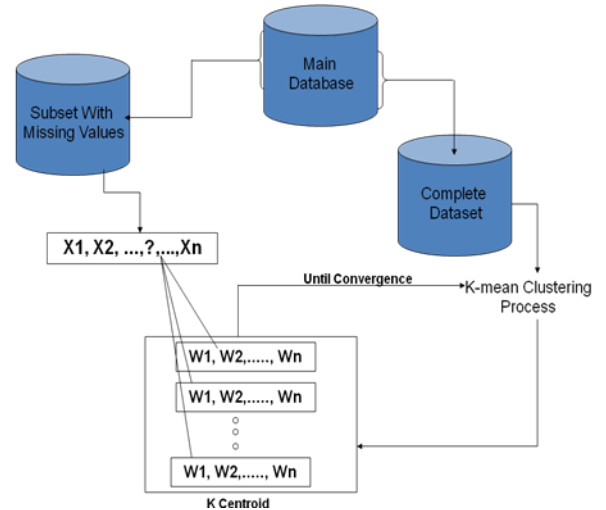 Main
Database
Subset With
Missing Values
Complete
Dataset
X1, X2, ...,?,...,Xn
Until Convergence
K-mean Clustering
Process
W1, W2,....., Wn
W1, W2,....., Wn
W1, W2,....., Wn
K Centroid